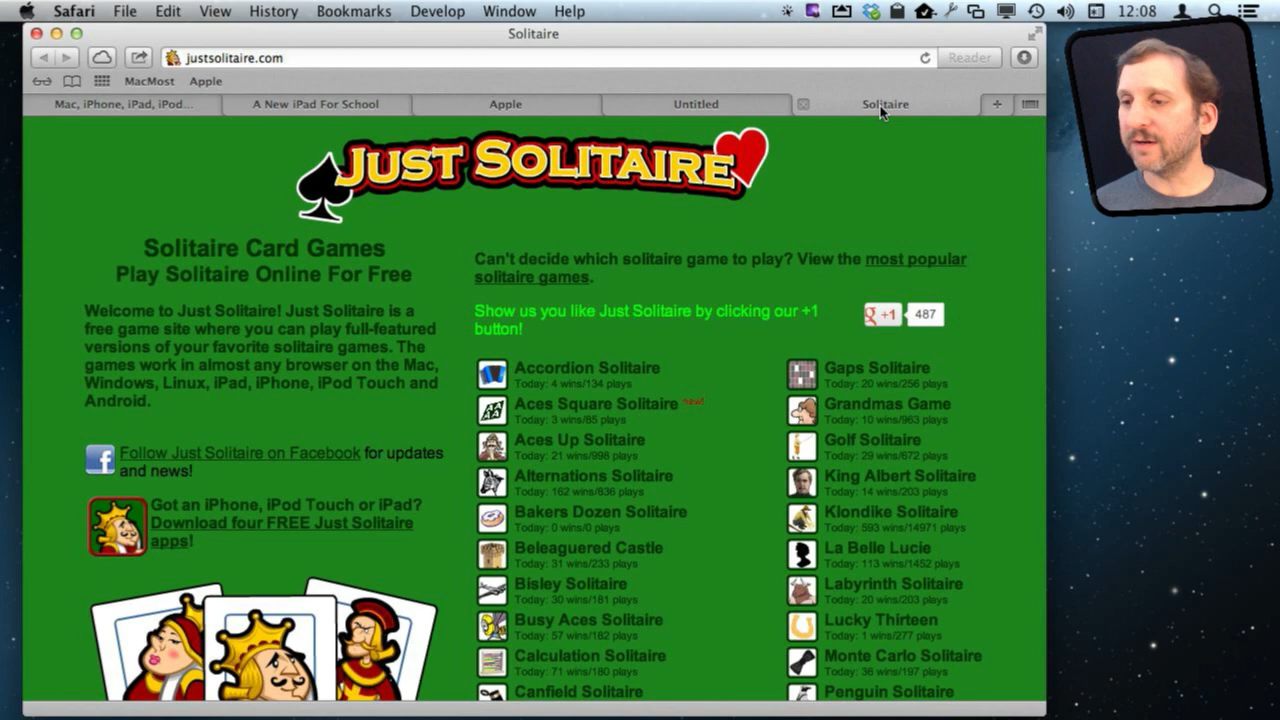 Safari File Edit View History Bookmarks Develop Window Help 12:08
Solitaire
justsolitaire.com Reader
MacMost Apple
Mac, iPhone, iPad, iPod... A New iPad For School Apple Untitled Solitaire
JUST SOLITAIRE
Solitaire Card Games
Play Solitaire Online For Free
Welcome to Just Solitaire! Just Solitaire is a
free game site where you can play full-featured
versions of your favorite solitaire games. The
games work in almost any browser on the Mac,
Windows, Linux, iPad, iPhone, iPod Touch and
Android.
Follow Just Solitaire on Facebook for updates
and news!
Got an iPhone, iPod Touch or iPad?
Download four FREE Just Solitaire
apps!
Can't decide which solitaire game to play? View the most popular
solitaire games.
Show us you like Just Solitaire by clicking our +1
button!
g +1 487
Accordion Solitaire
Today: 4 wins/134 plays
Aces Square Solitaire new!
Today: 3 wins/85 plays
Aces Up Solitaire
Today: 21 wins/998 plays
Alternations Solitaire
Today: 162 wins/836 plays
Bakers Dozen Solitaire
Today: 0 wins/0 plays
Beleaguered Castle
Today: 31 wins/233 plays
Bisley Solitaire
Today: 30 wins/181 plays
Busy Aces Solitaire
Today: 57 wins/182 plays
Calculation Solitaire
Today: 71 wins/180 plays
Canfield Solitaire
Gaps Solitaire
Today: 20 wins/256 plays
Grandmas Game
Today: 10 wins/963 plays
Golf Solitaire
Today: 29 wins/672 plays
King Albert Solitaire
Today: 14 wins/203 plays
Klondike Solitaire
Today: 593 wins/14971 plays
La Belle Lucie
Today: 113 wins/1452 plays
Labyrinth Solitaire
Today: 20 wins/203 plays
Lucky Thirteen
Today: 1 wins/277 plays
Monte Carlo Solitaire
Today: 36 wins/197 plays
Penguin Solitaire